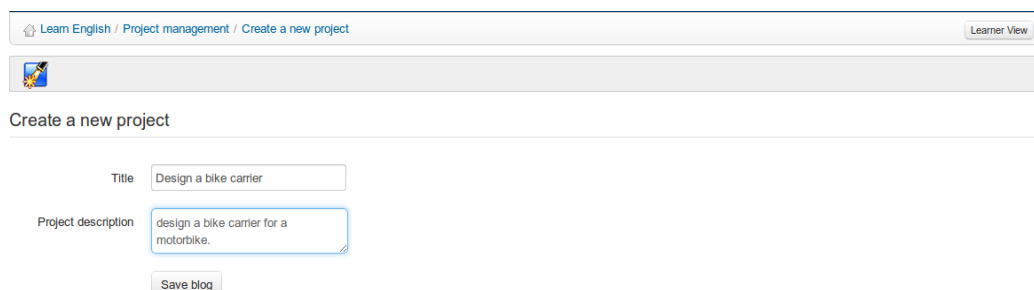 Learn English / Project management / Create a new project
Learner View
Create a new project
Title
Design a bike carrier
Project description
design a bike carrier for a
motorbike.
Save blog